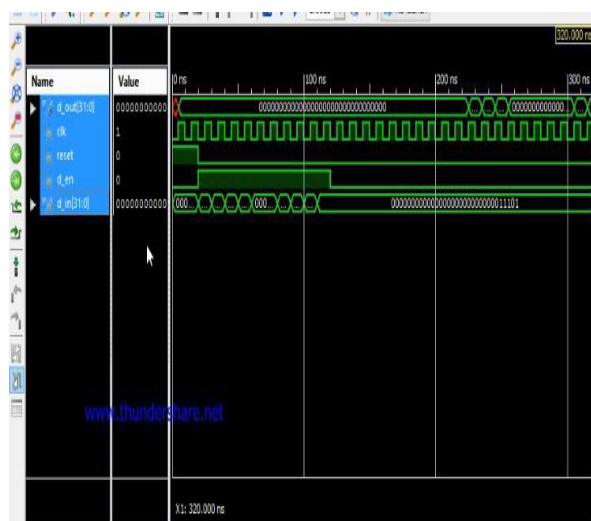 320.000 ns
Name Value 0 ns 100 ns 200 ns 300 ns
d_out[31:0] 00000000000 00000000000000000000000000000000 ... ... ... 000000000000...
clk 1
reset 0
d_en 0
d_in[31:0] 00000000000 000... ... ... ... ... 000... ... ... ... 00000000000000000000000000011101
www.thundershare.net
X1: 320.000 ns